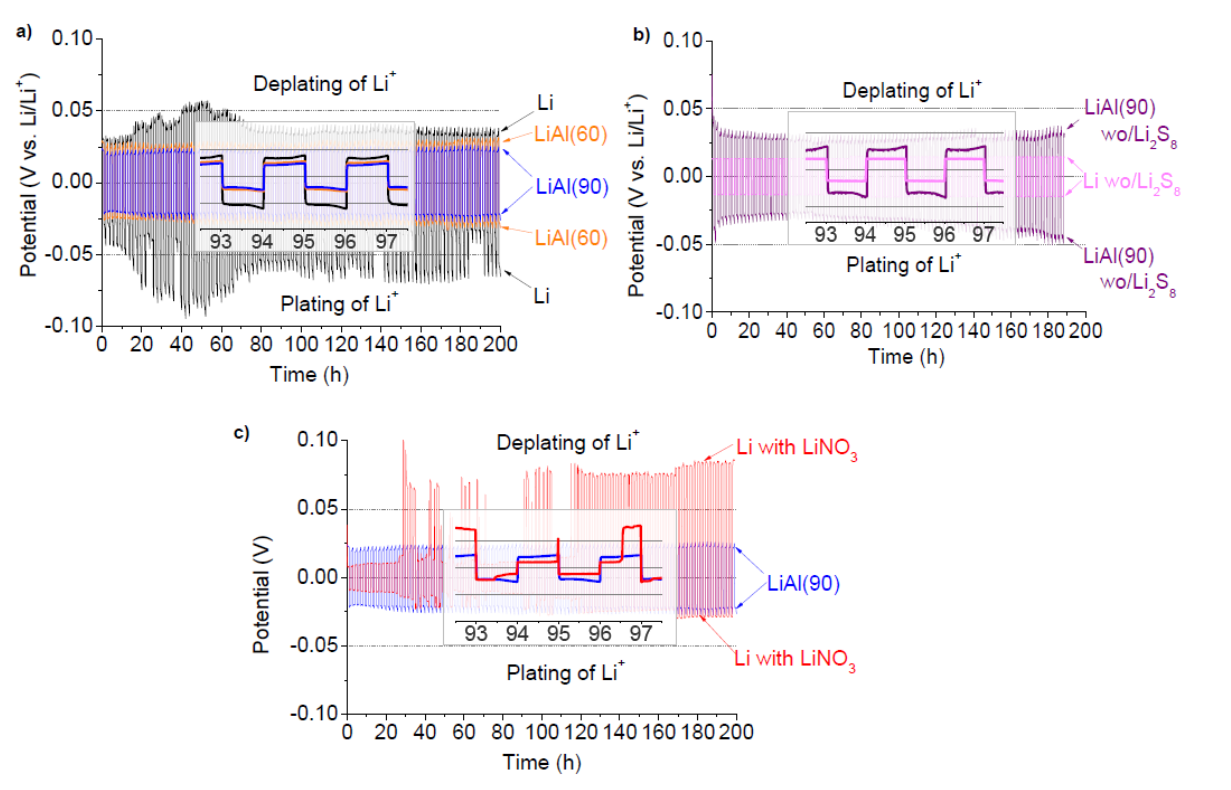 a)
0.10
0.05
0.00
-0.05
-0.10
Potential (V vs. Li/Li⁺)
Deplating of Li⁺
Plating of Li⁺
93 94 95 96 97
0 20 40 60 80 100 120 140 160 180 200
Time (h)
Li
LiAl(60)
LiAl(90)
LiAl(60)
Li
b)
0.10
0.05
0.00
-0.05
-0.10
Potential (V vs. Li/Li⁺)
Deplating of Li⁺
Plating of Li⁺
93 94 95 96 97
0 20 40 60 80 100 120 140 160 180 200
Time (h)
LiAl(90)
wo/Li₂S₈
Li wo/Li₂S₈
LiAl(90)
wo/Li₂S₈
c)
0.10
0.05
0.00
-0.05
-0.10
Potential (V)
Deplating of Li⁺
Plating of Li⁺
93 94 95 96 97
0 20 40 60 80 100 120 140 160 180 200
Time (h)
Li with LiNO₃
LiAl(90)
Li with LiNO₃